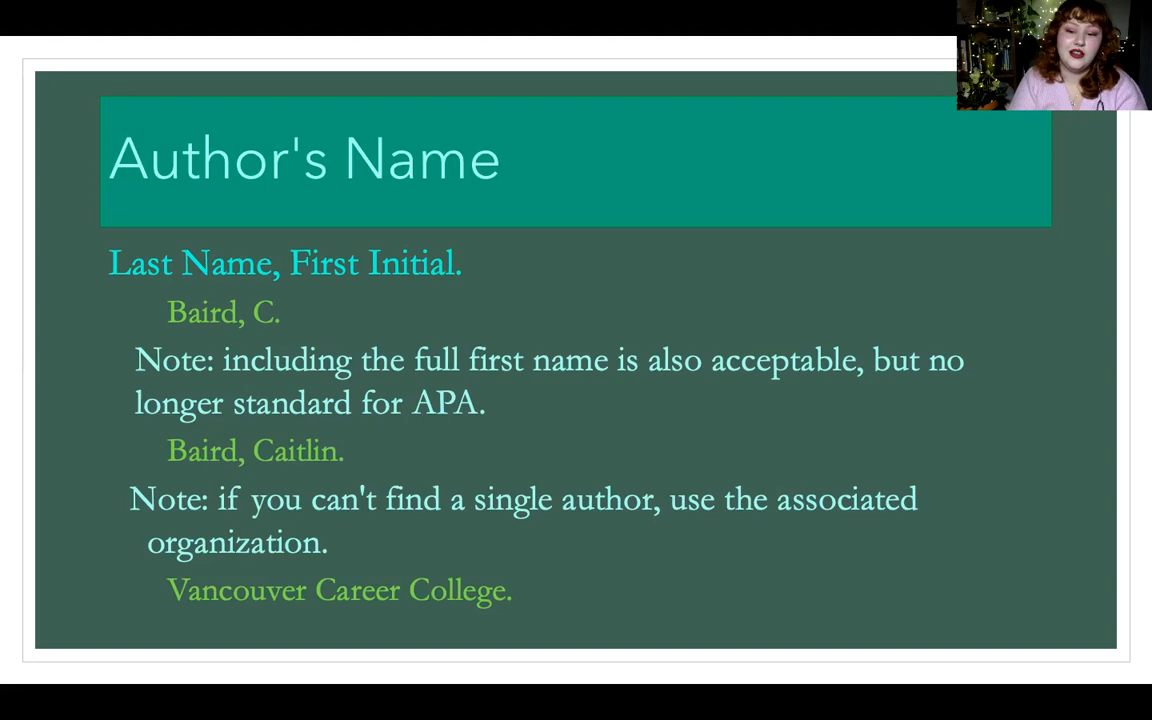 Author's Name
Last Name, First Initial.
Baird, C.
Note: including the full first name is also acceptable, but no
longer standard for APA.
Baird, Caitlin.
Note: if you can't find a single author, use the associated
organization.
Vancouver Career College.